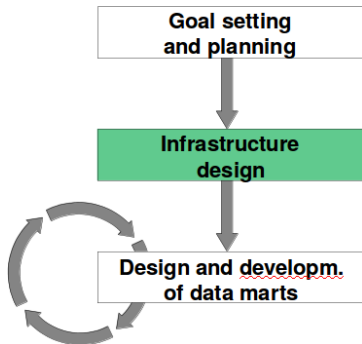 Goal setting
and planning
Infrastructure
design
Design and developm.
of data marts